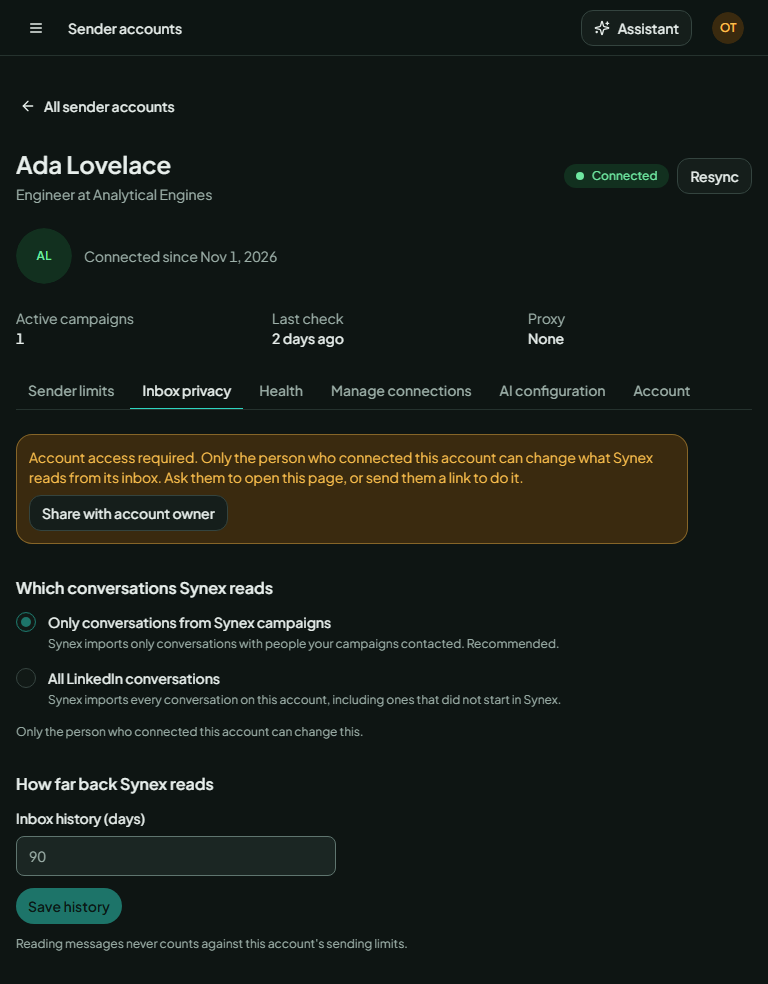 Sender accounts
Assistant
OT
All sender accounts
Ada Lovelace
Engineer at Analytical Engines
Connected
Resync
AL
Connected since Nov 1, 2026
Active campaigns
1
Last check
2 days ago
Proxy
None
Sender limits
Inbox privacy
Health
Manage connections
AI configuration
Account
Account access required. Only the person who connected this account can change what Synex
reads from its inbox. Ask them to open this page, or send them a link to do it.
Share with account owner
Which conversations Synex reads
Only conversations from Synex campaigns
Synex imports only conversations with people your campaigns contacted. Recommended.
All LinkedIn conversations
Synex imports every conversation on this account, including ones that did not start in Synex.
Only the person who connected this account can change this.
How far back Synex reads
Inbox history (days)
90
Save history
Reading messages never counts against this account's sending limits.